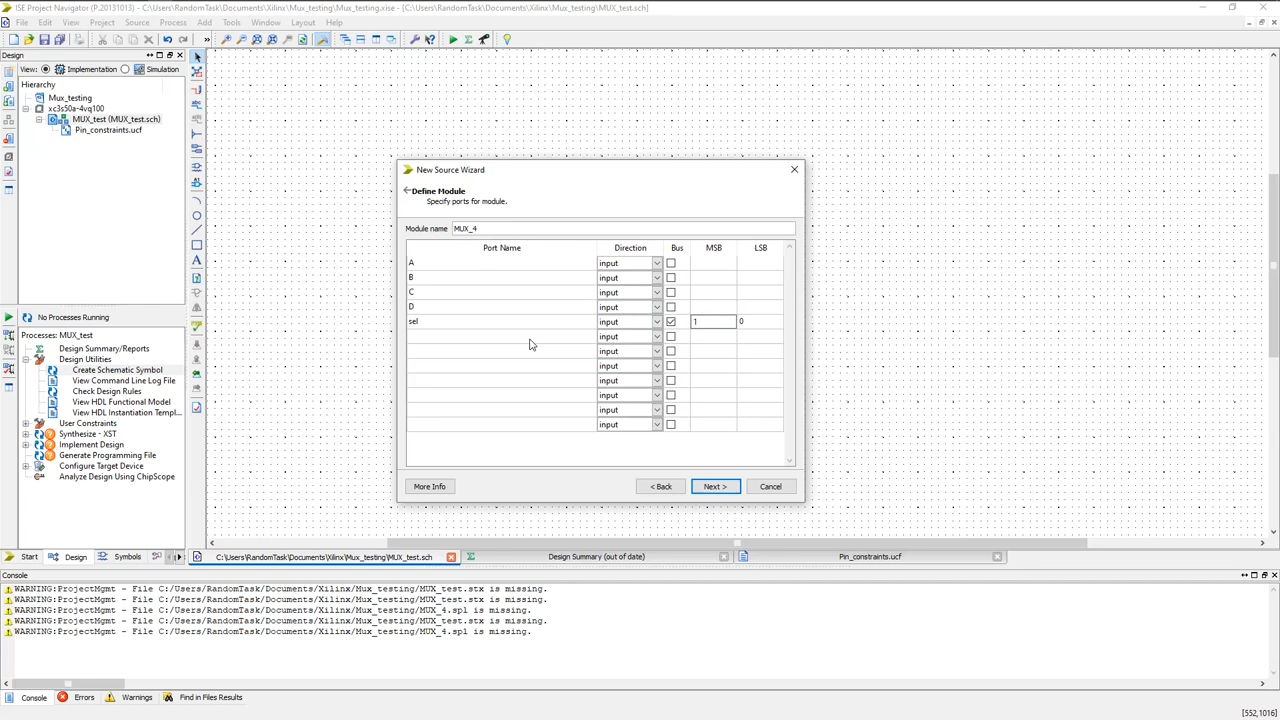 ISE Project Navigator (P.20131013) - C:\Users\RandomTask\Documents\Xilinx\Mux_testing\Mux_testing.xise - [C:\Users\RandomTask\Documents\Xilinx\Mux_testing\MUX_test.sch]
File Edit View Project Source Process Add Tools Window Layout Help
Design
View: Implementation Simulation
Hierarchy
Mux_testing
xc3s50a-4vq100
MUX_test (MUX_test.sch)
Pin_constraints.ucf
No Processes Running
Processes: MUX_test
Design Summary/Reports
Design Utilities
Create Schematic Symbol
View Command Line Log File
Check Design Rules
View HDL Functional Model
View HDL Instantiation Templ...
User Constraints
Synthesize - XST
Implement Design
Generate Programming File
Configure Target Device
Analyze Design Using ChipScope
Start Design Symbols
New Source Wizard
Define Module
Specify ports for module.
Module name MUX_4
Port Name Direction Bus MSB LSB
A input
B input
C input
D input
sel input 1 0
input
input
input
input
input
input
input
More Info < Back Next > Cancel
C:\Users\RandomTask\Documents\Xilinx\Mux_testing\MUX_test.sch Design Summary (out of date) Pin_constraints.ucf
Console
WARNING:ProjectMgmt - File C:/Users/RandomTask/Documents/Xilinx/Mux_testing/MUX_test.stx is missing.
WARNING:ProjectMgmt - File C:/Users/RandomTask/Documents/Xilinx/Mux_testing/MUX_test.stx is missing.
WARNING:ProjectMgmt - File C:/Users/RandomTask/Documents/Xilinx/Mux_testing/MUX_4.spl is missing.
WARNING:ProjectMgmt - File C:/Users/RandomTask/Documents/Xilinx/Mux_testing/MUX_test.stx is missing.
WARNING:ProjectMgmt - File C:/Users/RandomTask/Documents/Xilinx/Mux_testing/MUX_4.spl is missing.
Console Errors Warnings Find in Files Results
[552,1016]